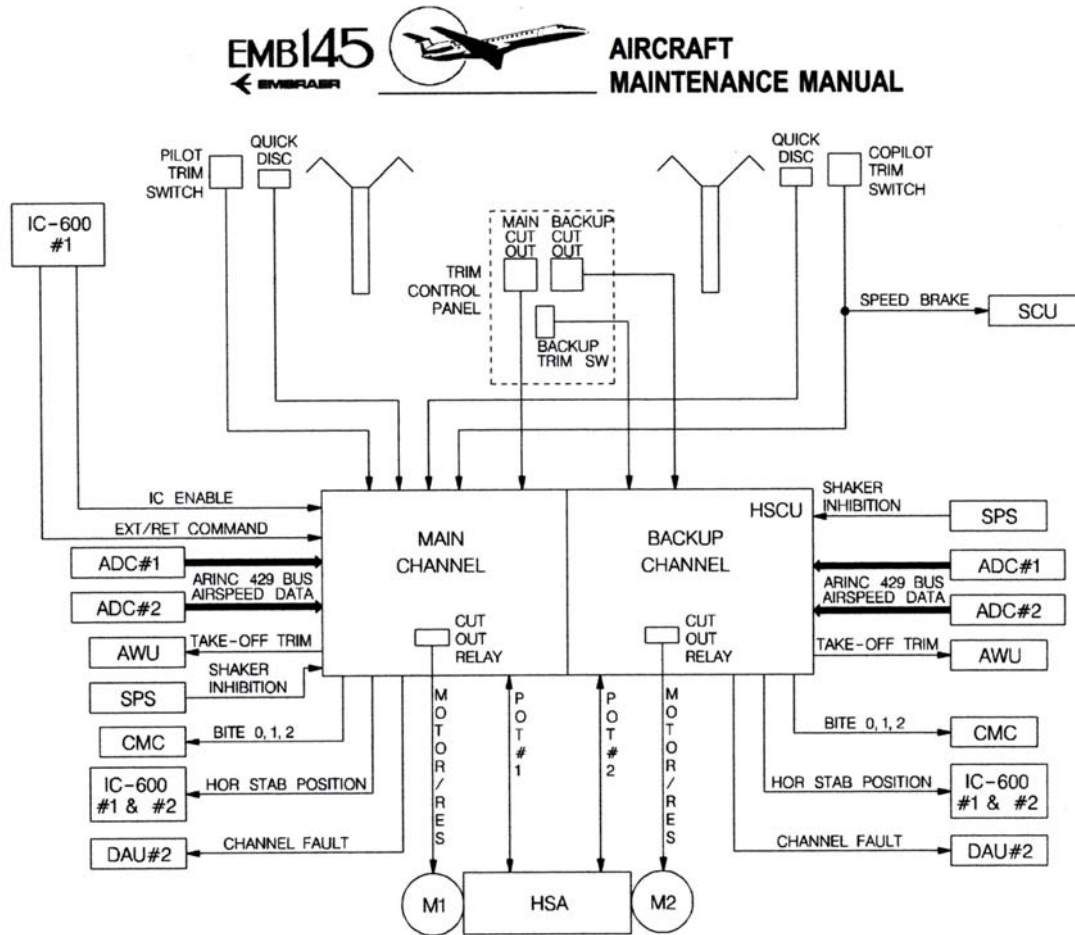 EMB145
EMBRAER
AIRCRAFT
MAINTENANCE MANUAL
PILOT
TRIM
SWITCH
QUICK
DISC
QUICK
DISC
COPILOT
TRIM
SWITCH
IC-600
#1
MAIN
CUT
OUT
BACKUP
CUT
OUT
TRIM
CONTROL
PANEL
BACKUP
TRIM SW
SPEED BRAKE
SCU
IC ENABLE
EXT/RET COMMAND
ADC#1
ARINC 429 BUS
AIRSPEED DATA
ADC#2
AWU
TAKE-OFF TRIM
SPS
SHAKER
INHIBITION
CMC
BITE 0, 1, 2
IC-600
#1 & #2
HOR STAB POSITION
DAU#2
CHANNEL FAULT
MAIN
CHANNEL
CUT
OUT
RELAY
HSCU
BACKUP
CHANNEL
CUT
OUT
RELAY
SHAKER
INHIBITION
SPS
ADC#1
ARINC 429 BUS
AIRSPEED DATA
ADC#2
TAKE-OFF TRIM
AWU
BITE 0, 1, 2
CMC
HOR STAB POSITION
IC-600
#1 & #2
CHANNEL FAULT
DAU#2
MOTOR/RES
POT#1
POT#2
MOTOR/RES
M1
HSA
M2